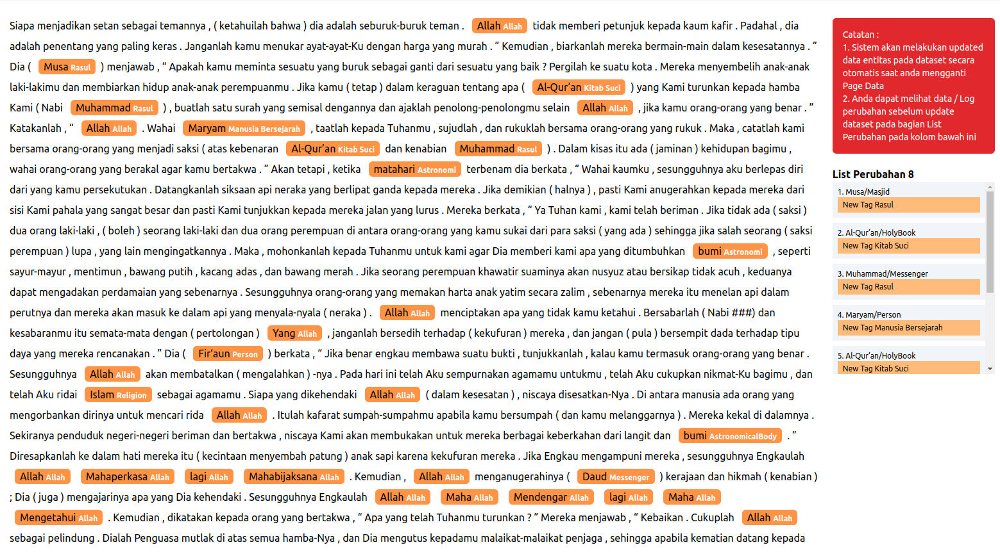 Siapa menjadikan setan sebagai temannya , ( ketahuilah bahwa ) dia adalah seburuk-buruk teman . Allah Allah tidak memberi petunjuk kepada kaum kafir . Padahal , dia
adalah penentang yang paling keras . Janganlah kamu menukar ayat-ayat-Ku dengan harga yang murah . ” Kemudian , biarkanlah mereka bermain-main dalam kesesatannya . ”
Dia ( Musa Rasul ) menjawab , “ Apakah kamu meminta sesuatu yang buruk sebagai ganti dari sesuatu yang baik ? Pergilah ke suatu kota . Mereka menyembelih anak-anak
laki-lakimu dan membiarkan hidup anak-anak perempuanmu . Jika kamu ( tetap ) dalam keraguan tentang apa ( Al-Qur’an Kitab Suci ) yang Kami turunkan kepada hamba
Kami ( Nabi Muhammad Rasul ) , buatlah satu surah yang semisal dengannya dan ajaklah penolong-penolongmu selain Allah Allah , jika kamu orang-orang yang benar . ”
Katakanlah , “ Allah Allah . Wahai Maryam Manusia Bersejarah , taatlah kepada Tuhanmu , sujudlah , dan rukuklah bersama orang-orang yang rukuk . Maka , catatlah kami
bersama orang-orang yang menjadi saksi ( atas kebenaran Al-Qur’an Kitab Suci dan kenabian Muhammad Rasul ) . Dalam kisas itu ada ( jaminan ) kehidupan bagimu ,
wahai orang-orang yang berakal agar kamu bertakwa . ” Akan tetapi , ketika matahari Astronomi terbenam dia berkata , “ Wahai kaumku , sesungguhnya aku berlepas diri
dari yang kamu persekutukan . Datangkanlah siksaan api neraka yang berlipat ganda kepada mereka . Jika demikian ( halnya ) , pasti Kami anugerahkan kepada mereka dari
sisi Kami pahala yang sangat besar dan pasti Kami tunjukkan kepada mereka jalan yang lurus . Mereka berkata , “ Ya Tuhan kami , kami telah beriman . Jika tidak ada ( saksi )
dua orang laki-laki , ( boleh ) seorang laki-laki dan dua orang perempuan di antara orang-orang yang kamu sukai dari para saksi ( yang ada ) sehingga jika salah seorang ( saksi
perempuan ) lupa , yang lain mengingatkannya . Maka , mohonkanlah kepada Tuhanmu untuk kami agar Dia memberi kami apa yang ditumbuhkan bumi Astronomi , seperti
sayur-mayur , mentimun , bawang putih , kacang adas , dan bawang merah . Jika seorang perempuan khawatir suaminya akan nusyuz atau bersikap tidak acuh , keduanya
dapat mengadakan perdamaian yang sebenarnya . Sesungguhnya orang-orang yang memakan harta anak yatim secara zalim , sebenarnya mereka itu menelan api dalam
perutnya dan mereka akan masuk ke dalam api yang menyala-nyala ( neraka ) . Allah Allah menciptakan apa yang tidak kamu ketahui . Bersabarlah ( Nabi ###) dan
kesabaranmu itu semata-mata dengan ( pertolongan ) Yang Allah , janganlah bersedih terhadap ( kekufuran ) mereka , dan jangan ( pula ) bersempit dada terhadap tipu
daya yang mereka rencanakan . ” Dia ( Fir’aun Person ) berkata , “ Jika benar engkau membawa suatu bukti , tunjukkanlah , kalau kamu termasuk orang-orang yang benar .
Sesungguhnya Allah Allah akan membatalkan ( mengalahkan ) -nya . Pada hari ini telah Aku sempurnakan agamamu untukmu , telah Aku cukupkan nikmat-Ku bagimu , dan
telah Aku ridai Islam Religion sebagai agamamu . Siapa yang dikehendaki Allah Allah ( dalam kesesatan ) , niscaya disesatkan-Nya . Di antara manusia ada orang yang
mengorbankan dirinya untuk mencari rida Allah Allah . Itulah kafarat sumpah-sumpahmu apabila kamu bersumpah ( dan kamu melanggarnya ) . Mereka kekal di dalamnya .
Sekiranya penduduk negeri-negeri beriman dan bertakwa , niscaya Kami akan membukakan untuk mereka berbagai keberkahan dari langit dan bumi AstronomicalBody . ”
Diresapkanlah ke dalam hati mereka itu ( kecintaan menyembah patung ) anak sapi karena kekufuran mereka . Jika Engkau mengampuni mereka , sesungguhnya Engkaulah
Allah Allah Mahaperkasa Allah lagi Allah Mahabijaksana Allah . Kemudian , Allah Allah menganugerahinya ( Daud Messenger ) kerajaan dan hikmah ( kenabian )
; Dia ( juga ) mengajarinya apa yang Dia kehendaki . Sesungguhnya Engkaulah Allah Allah Maha Allah Mendengar Allah lagi Allah Maha Allah
Mengetahui Allah . Kemudian , dikatakan kepada orang yang bertakwa , “ Apa yang telah Tuhanmu turunkan ? ” Mereka menjawab , “ Kebaikan . Cukuplah Allah Allah
sebagai pelindung . Dialah Penguasa mutlak di atas semua hamba-Nya , dan Dia mengutus kepadamu malaikat-malaikat penjaga , sehingga apabila kematian datang kepada
Catatan :
1. Sistem akan melakukan updated
data entitas pada dataset secara
otomatis saat anda mengganti
Page Data
2. Anda dapat melihat data / Log
perubahan sebelum update
dataset pada bagian List
Perubahan pada kolom bawah ini
List Perubahan 8
1. Musa/Masjid
New Tag Rasul
2. Al-Qur’an/HolyBook
New Tag Kitab Suci
3. Muhammad/Messenger
New Tag Rasul
4. Maryam/Person
New Tag Manusia Bersejarah
5. Al-Qur’an/HolyBook
New Tag Kitab Suci